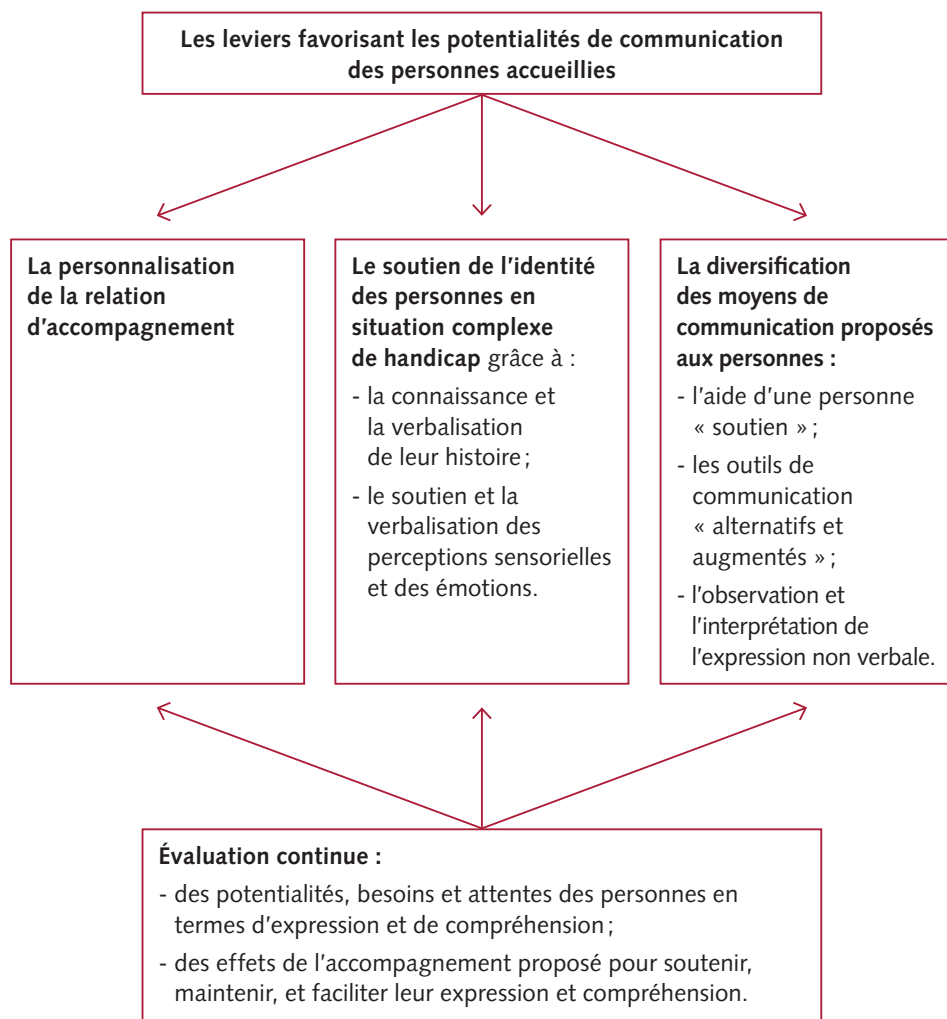 Les leviers favorisant les potentialités de communication
des personnes accueillies
La personnalisation
de la relation
d'accompagnement
Le soutien de l'identité
des personnes en
situation complexe
de handicap grâce à :
- la connaissance et
la verbalisation
de leur histoire ;
- le soutien et la
verbalisation des
perceptions sensorielles
et des émotions.
La diversification
des moyens de
communication proposés
aux personnes :
- l'aide d'une personne
« soutien » ;
- les outils de
communication
« alternatifs et
augmentés » ;
- l'observation et
l'interprétation de
l'expression non verbale.
Évaluation continue :
- des potentialités, besoins et attentes des personnes en
termes d'expression et de compréhension ;
- des effets de l'accompagnement proposé pour soutenir,
maintenir, et faciliter leur expression et compréhension.